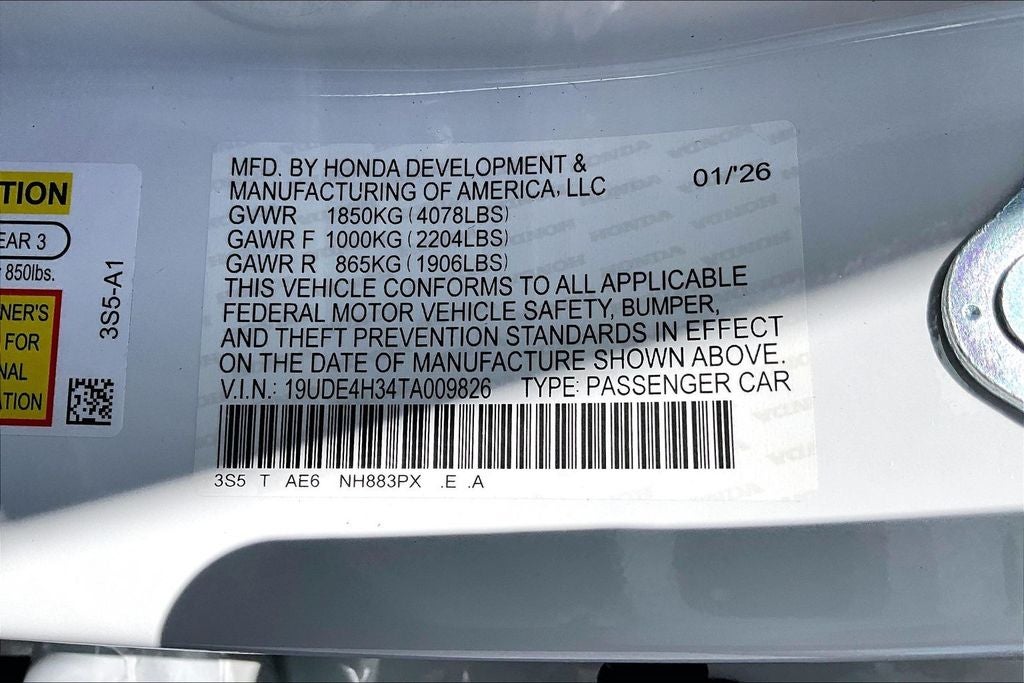 MFD. BY HONDA DEVELOPMENT &
MANUFACTURING OF AMERICA, LLC
01/'26
GVWR 1850KG (4078LBS)
GAWR F 1000KG (2204LBS)
GAWR R 865KG (1906LBS)
THIS VEHICLE CONFORMS TO ALL APPLICABLE
FEDERAL MOTOR VEHICLE SAFETY, BUMPER,
AND THEFT PREVENTION STANDARDS IN EFFECT
ON THE DATE OF MANUFACTURE SHOWN ABOVE.
V.I.N.: 19UDE4H34TA009826 TYPE: PASSENGER CAR
3S5 T AE6 NH883PX .E .A
TION
EAR 3
850lbs.
NER'S
FOR
NAL
ATION
3S5-A1